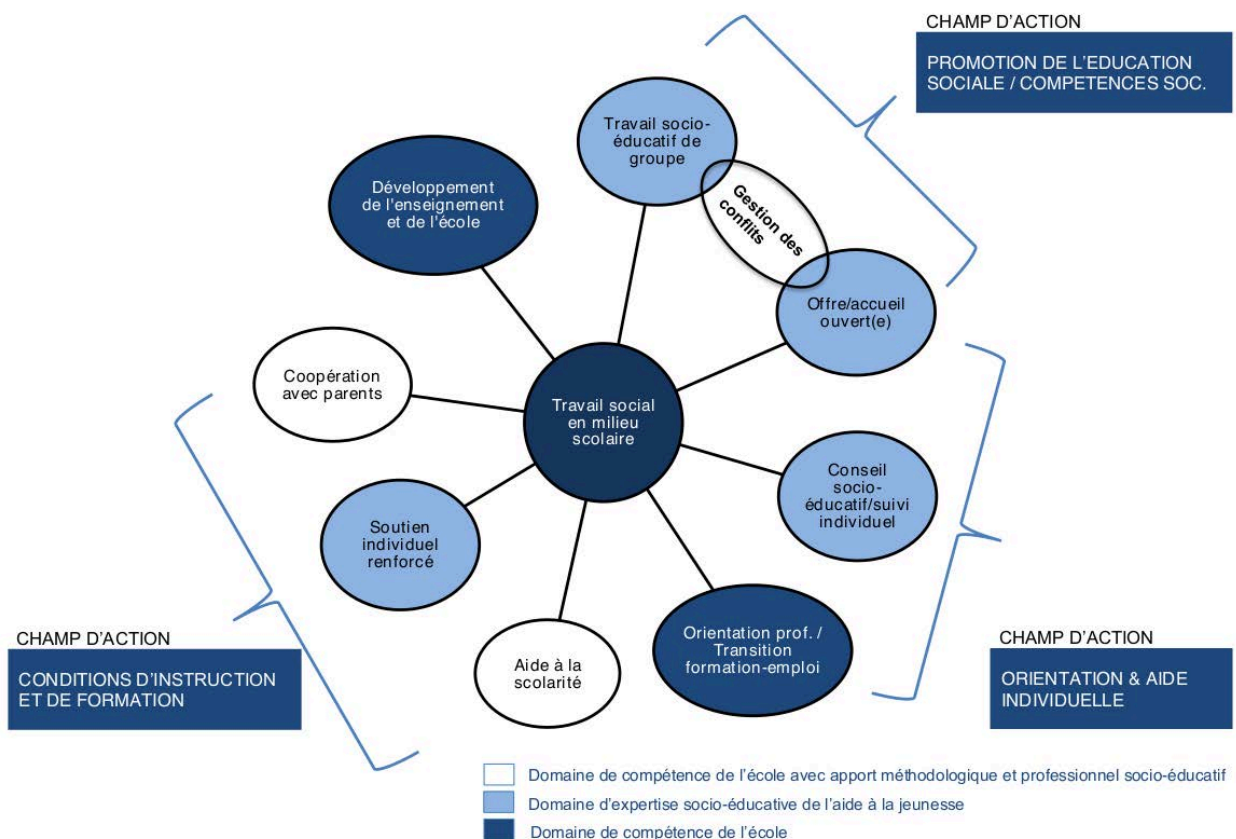 CHAMP D'ACTION
PROMOTION DE L'EDUCATION
SOCIALE / COMPETENCES SOC.
Travail socio-
éducatif de
groupe
Gestion des
conflits
Développement
de l'enseignement
et de l'école
Offre/accueil
ouvert(e)
Coopération
avec parents
Travail social
en milieu
scolaire
Conseil
socio-
éducatif/suivi
individuel
Soutien
individuel
renforcé
Orientation prof. /
Transition
formation-emploi
Aide à la
scolarité
CHAMP D'ACTION
CONDITIONS D'INSTRUCTION
ET DE FORMATION
CHAMP D'ACTION
ORIENTATION & AIDE
INDIVIDUELLE
Domaine de compétence de l'école avec apport méthodologique et professionnel socio-éducatif
Domaine d'expertise socio-éducative de l'aide à la jeunesse
Domaine de compétence de l'école